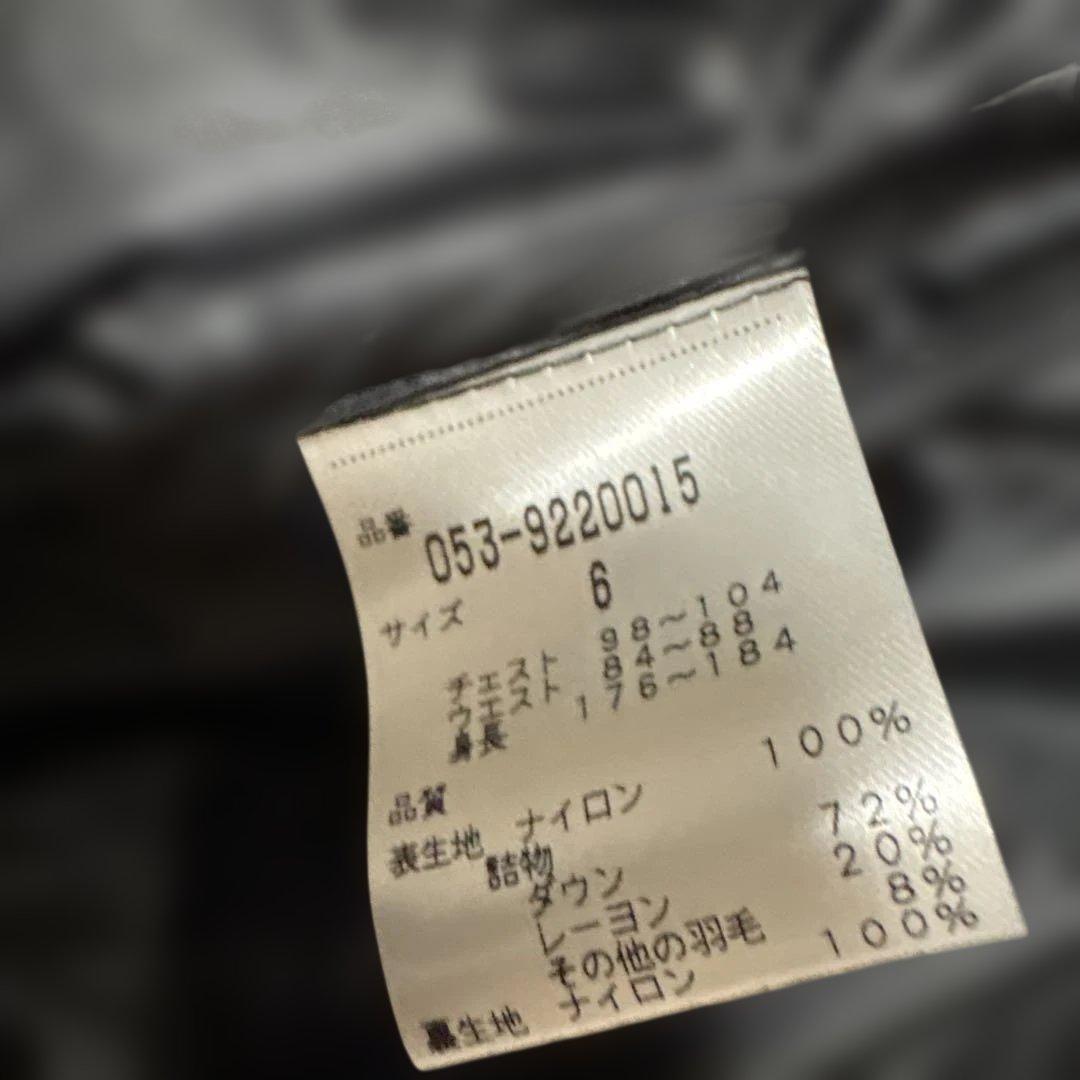 品番 053-9220015
サイズ 6
チェスト 98～104
ウエスト 84～88
身長 176～184
品質
表生地 ナイロン 100%
詰物
ダウン 72%
レーヨン 20%
その他の羽毛 8%
裏生地 ナイロン 100%